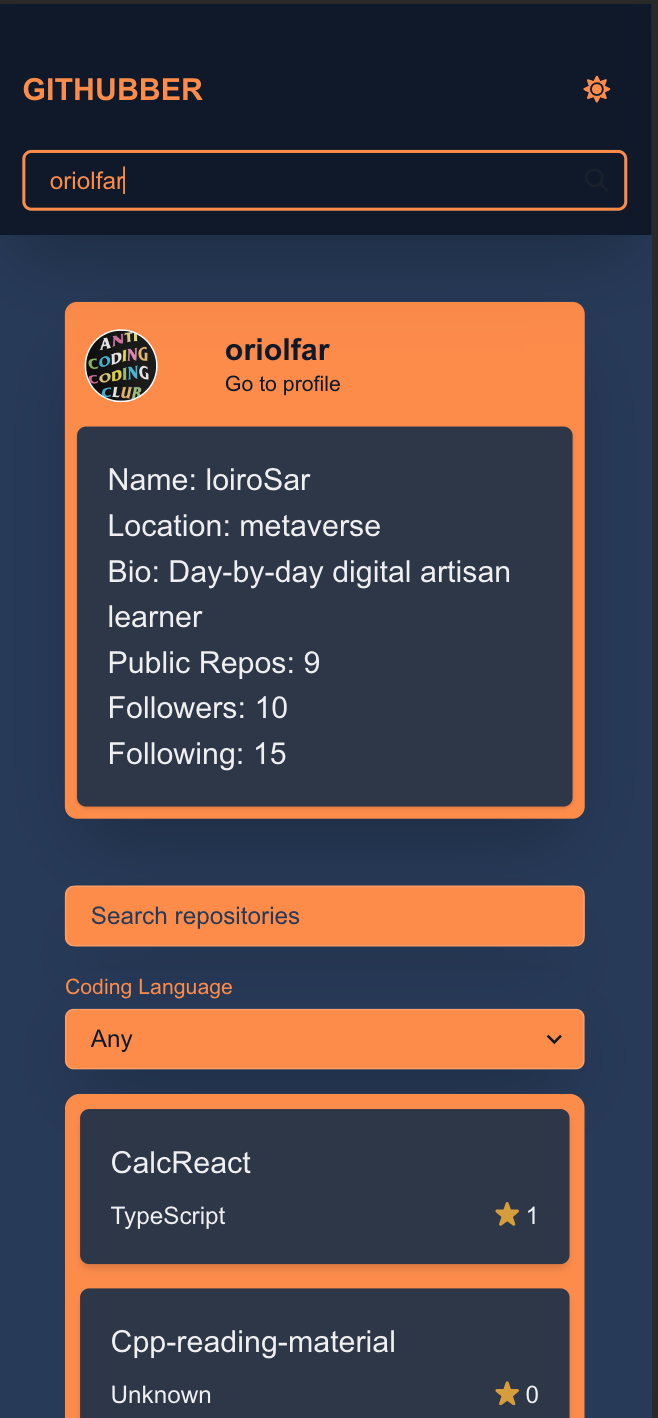 GITHUBBER
oriolfar
ANTI
CODING
CODING
CLUB
oriolfar
Go to profile
Name: loiroSar
Location: metaverse
Bio: Day-by-day digital artisan
learner
Public Repos: 9
Followers: 10
Following: 15
Search repositories
Coding Language
Any
CalcReact
TypeScript 1
Cpp-reading-material
Unknown 0